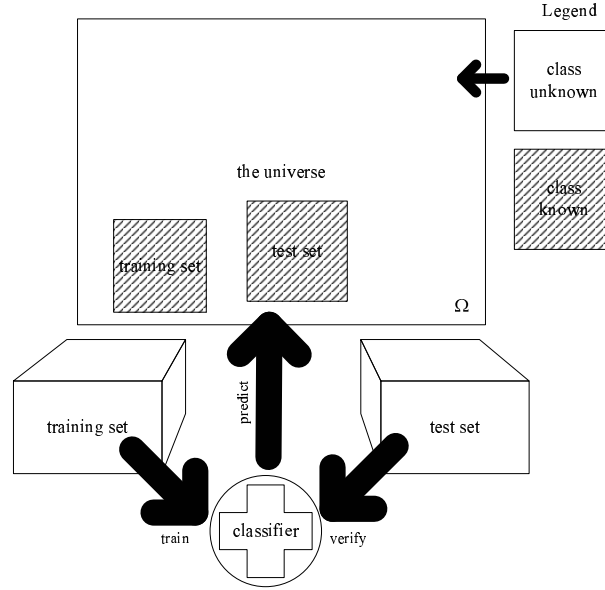 Legend
class
unknown
class
known
the universe
training set
test set
Ω
training set
predict
test set
train
classifier
verify